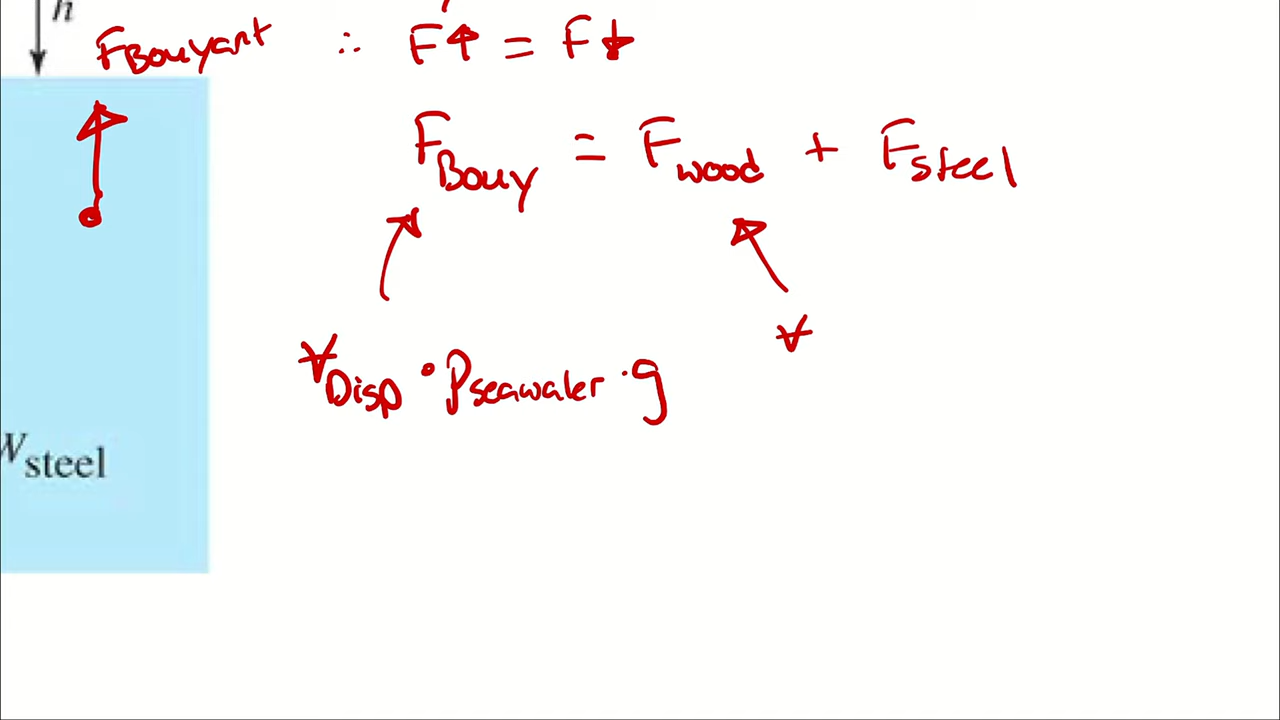 h
FBouyant ∴ F↑ = F↓
FBouy = Fwood + Fsteel
V̶Disp · ρseawater · g
V̶
Wsteel